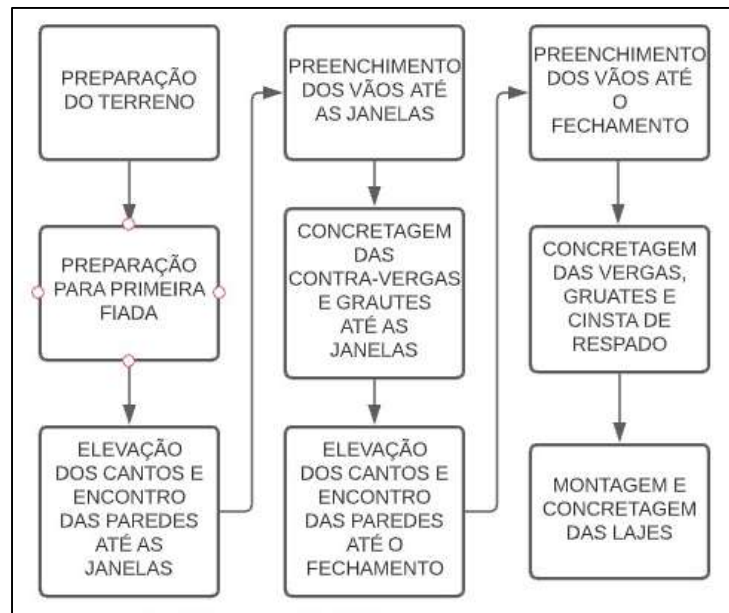 PREPARAÇÃO
DO TERRENO
PREPARAÇÃO
PARA PRIMEIRA
FIADA
ELEVAÇÃO
DOS CANTOS E
ENCONTRO
DAS PAREDES
ATÉ AS
JANELAS
PREENCHIMENTO
DOS VÃOS ATÉ
AS JANELAS
CONCRETAGEM
DAS
CONTRA-VERGAS
E GRAUTES
ATÉ AS
JANELAS
ELEVAÇÃO
DOS CANTOS E
ENCONTRO
DAS PAREDES
ATÉ O
FECHAMENTO
PREENCHIMENTO
DOS VÃOS ATÉ
O
FECHAMENTO
CONCRETAGEM
DAS VERGAS,
GRUATES E
CINSTA DE
RESPADO
MONTAGEM E
CONCRETAGEM
DAS LAJES